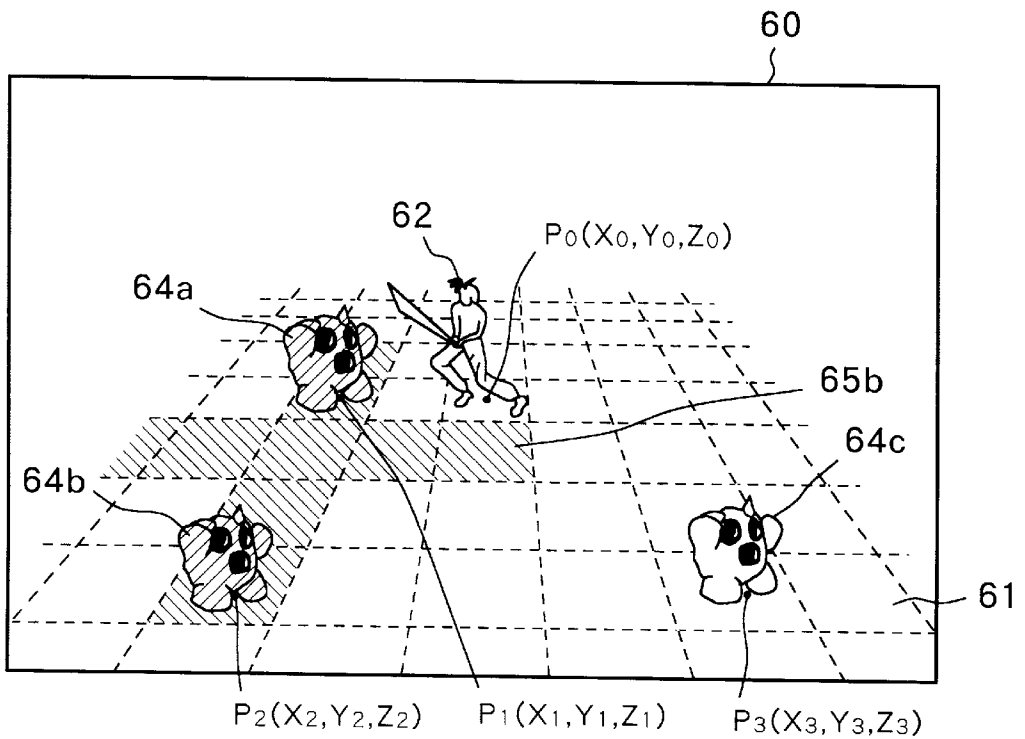 60
62
P0(X0,Y0,Z0)
64a
65b
64c
64b
61
P2(X2,Y2,Z2)
P1(X1,Y1,Z1)
P3(X3,Y3,Z3)